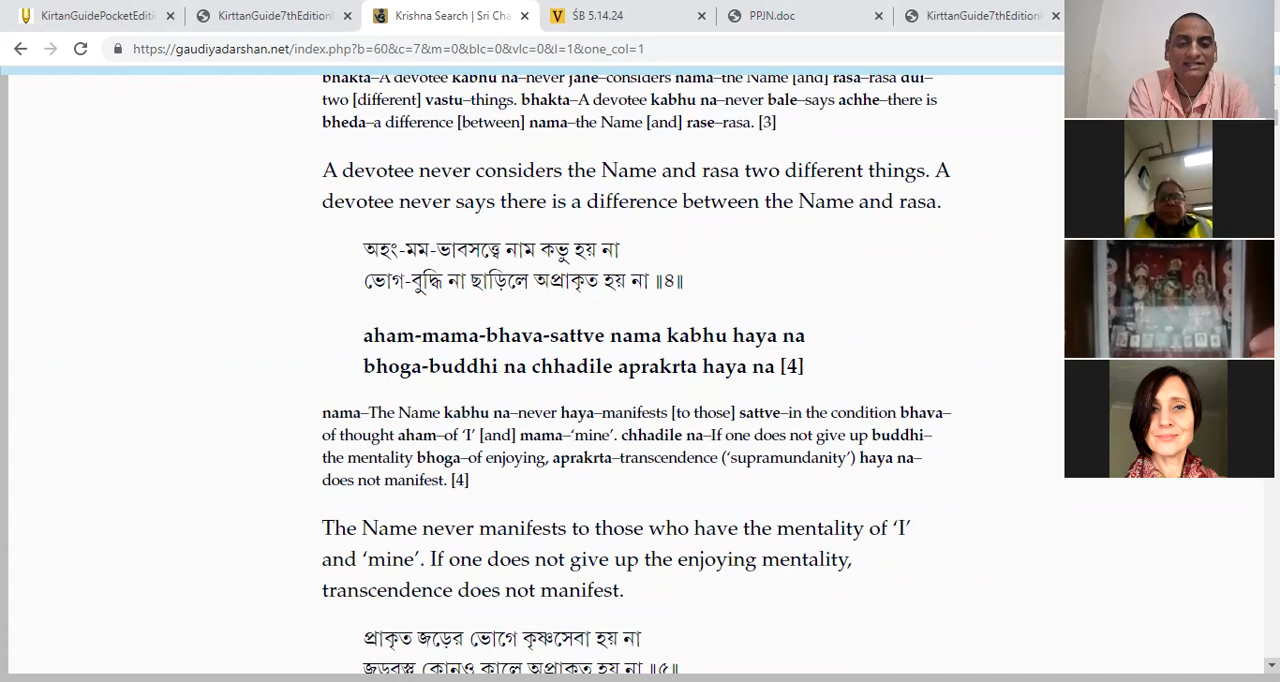 KirtanGuidePocketEditi
KirttanGuide7thEdition
Krishna Search | Sri Cha
ŚB 5.14.24
PPJN.doc
KirttanGuide7thEdition
https://gaudiyadarshan.net/index.php?b=60&c=7&m=0&blc=0&vlc=0&l=1&one_col=1
bhakta–A devotee kabhu na–never jane–considers nama–the Name [and] rasa–rasa dui–
two [different] vastu–things. bhakta–A devotee kabhu na–never bale–says achhe–there is
bheda–a difference [between] nama–the Name [and] rase–rasa. [3]
A devotee never considers the Name and rasa two different things. A
devotee never says there is a difference between the Name and rasa.
অহং-মম-ভাবসত্ত্বে নাম কভু হয় না
ভোগ-বুদ্ধি না ছাড়িলে অপ্রাকৃত হয় না ॥৪॥
aham-mama-bhava-sattve nama kabhu haya na
bhoga-buddhi na chhadile aprakrta haya na [4]
nama–The Name kabhu na–never haya–manifests [to those] sattve–in the condition bhava–
of thought aham–of ‘I’ [and] mama–‘mine’. chhadile na–If one does not give up buddhi–
the mentality bhoga–of enjoying, aprakrta–transcendence (‘supramundanity’) haya na–
does not manifest. [4]
The Name never manifests to those who have the mentality of ‘I’
and ‘mine’. If one does not give up the enjoying mentality,
transcendence does not manifest.
প্রাকৃত জড়ের ভোগে কৃষ্ণসেবা হয় না
জড়বস্তু কোনও কালে অপ্রাকৃত হয় না ॥৫॥